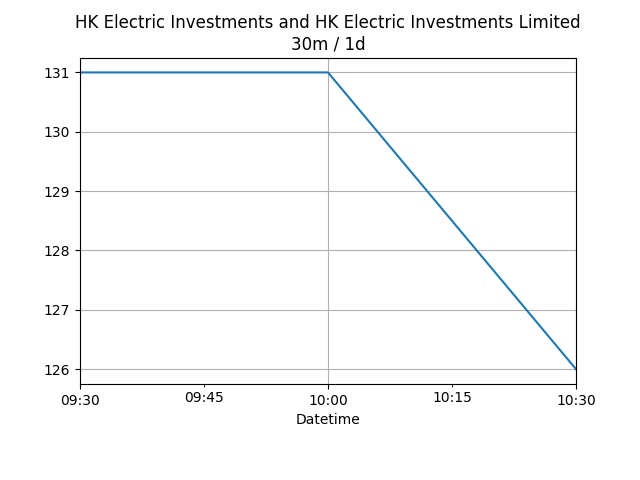 HK Electric Investments and HK Electric Investments Limited
30m / 1d
131
130
129
128
127
126
09:30 09:45 10:00 10:15 10:30
Datetime